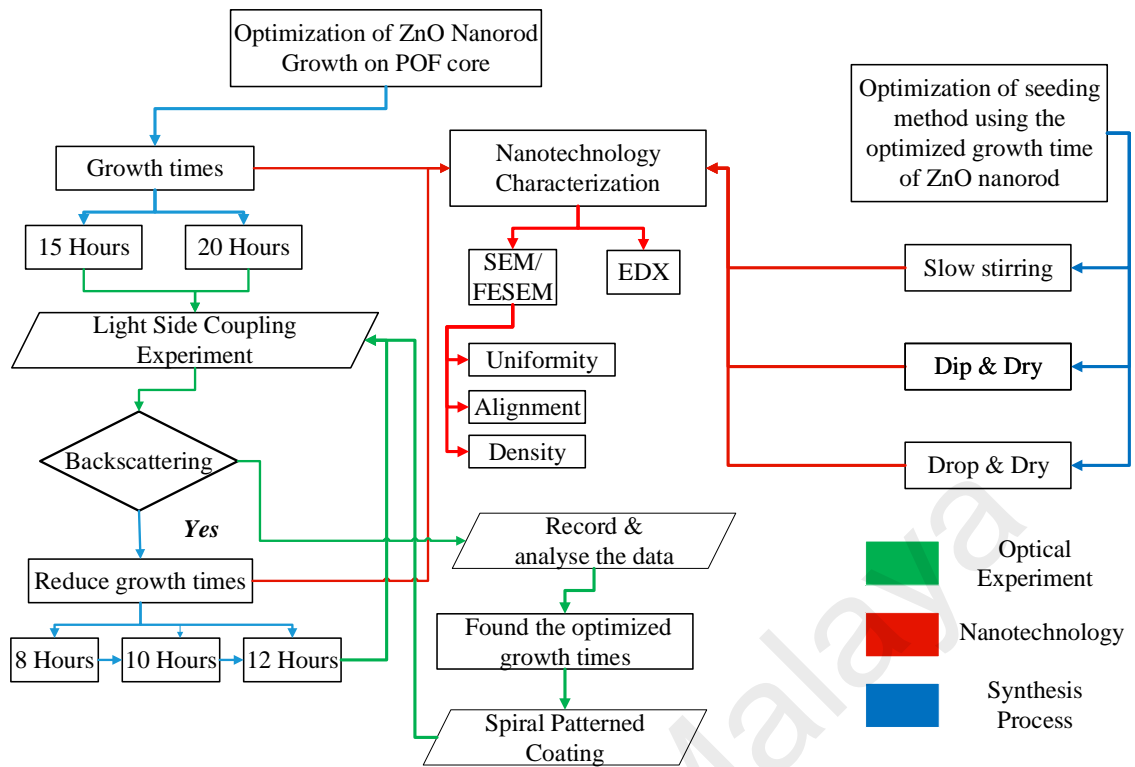 Optimization of ZnO Nanorod
Growth on POF core
Growth times
15 Hours
20 Hours
Light Side Coupling
Experiment
Backscattering
Yes
Reduce growth times
8 Hours
10 Hours
12 Hours
Nanotechnology
Characterization
SEM/
FESEM
EDX
Uniformity
Alignment
Density
Record &
analyse the data
Found the optimized
growth times
Spiral Patterned
Coating
Optimization of seeding
method using the
optimized growth time
of ZnO nanorod
Slow stirring
Dip & Dry
Drop & Dry
Optical
Experiment
Nanotechnology
Synthesis
Process
Malaya